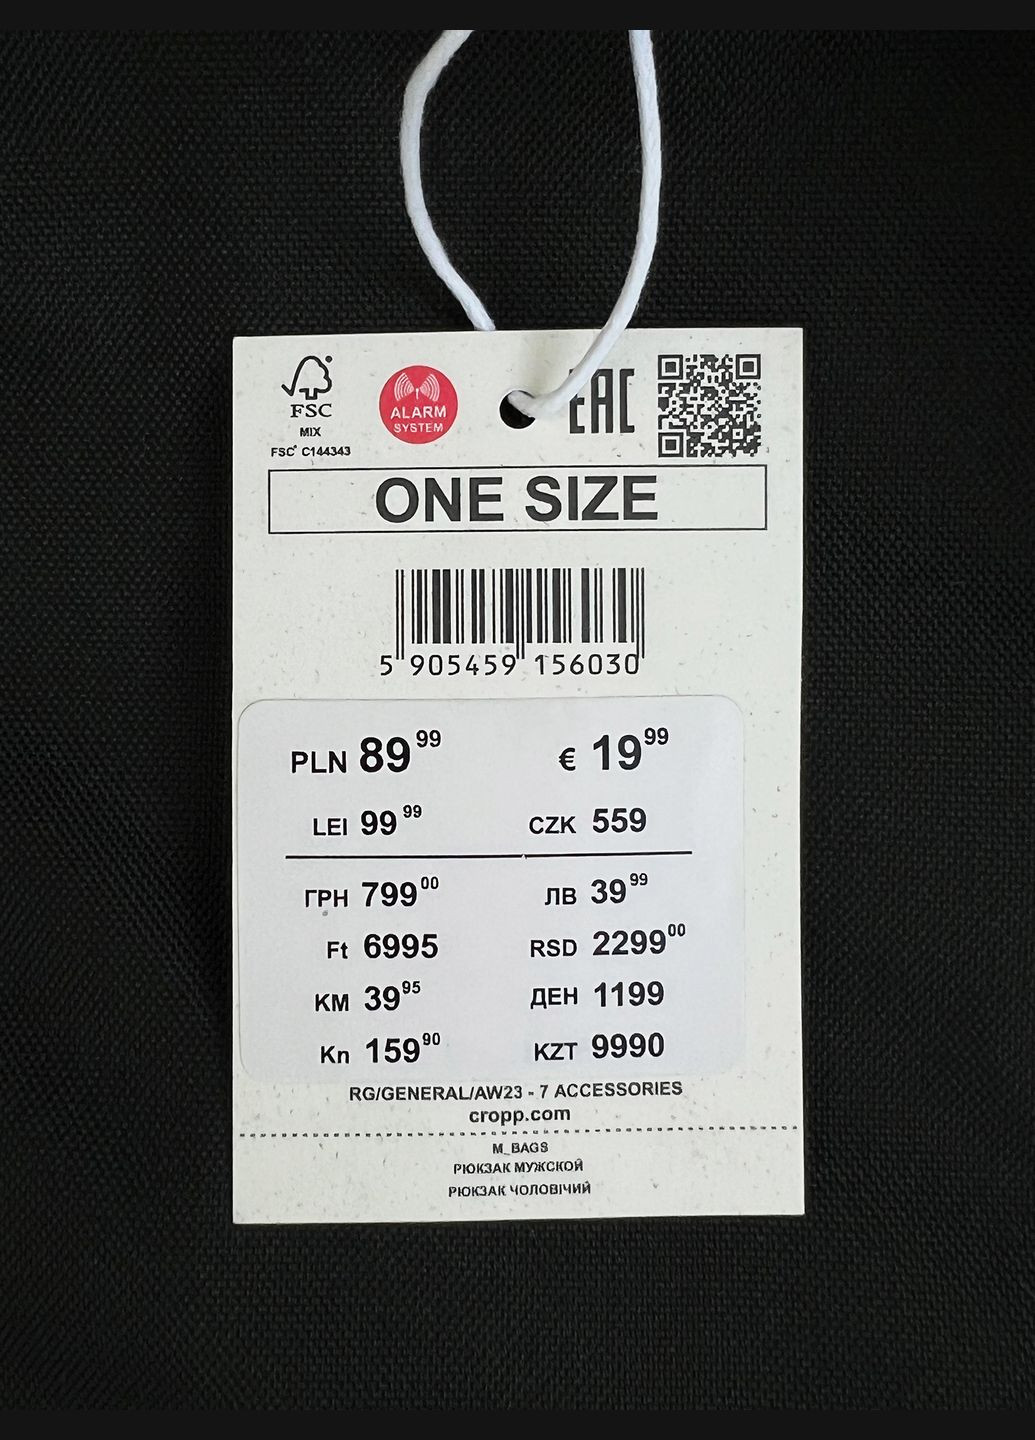 FSC
MIX
FSC® C144343
ALARM
SYSTEM
EAC
ONE SIZE
5 905459 156030
PLN 89 99 € 19 99
LEI 99 99 CZK 559
ГРН 799 00 ЛВ 39 99
Ft 6995 RSD 2299 00
KM 39 95 ДЕН 1199
Kn 159 90 KZT 9990
RG/GENERAL/AW23 - 7 ACCESSORIES
cropp.com
M_BAGS
РЮКЗАК МУЖСКОЙ
РЮКЗАК ЧОЛОВІЧИЙ